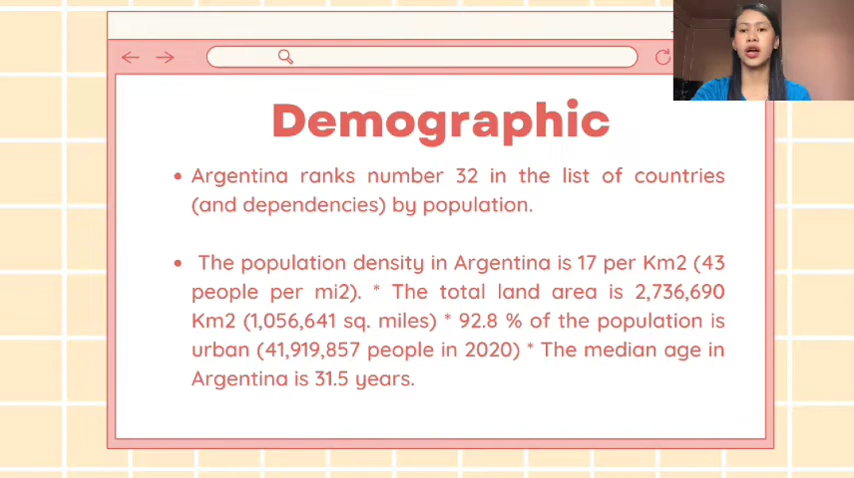 Demographic
• Argentina ranks number 32 in the list of countries
(and dependencies) by population.
• The population density in Argentina is 17 per Km2 (43
people per mi2). * The total land area is 2,736,690
Km2 (1,056,641 sq. miles) * 92.8 % of the population is
urban (41,919,857 people in 2020) * The median age in
Argentina is 31.5 years.